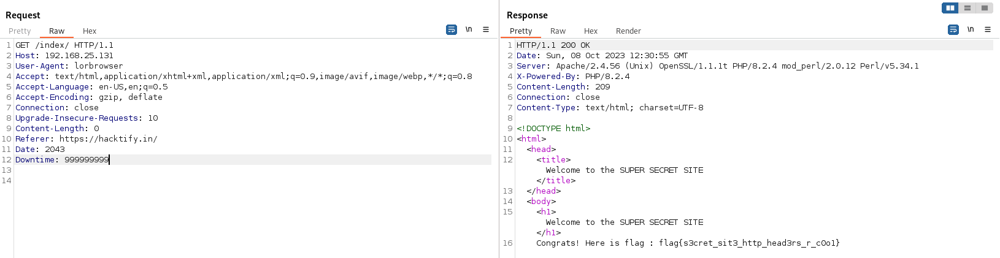 Request
Pretty Raw Hex
\n
1 GET /index/ HTTP/1.1
2 Host: 192.168.25.131
3 User-Agent: lorbrowser
4 Accept: text/html,application/xhtml+xml,application/xml;q=0.9,image/avif,image/webp,*/*;q=0.8
5 Accept-Language: en-US,en;q=0.5
6 Accept-Encoding: gzip, deflate
7 Connection: close
8 Upgrade-Insecure-Requests: 10
9 Content-Length: 0
10 Referer: https://hacktify.in/
11 Date: 2043
12 Downtime: 999999999
13
14
Response
Pretty Raw Hex Render
\n
1 HTTP/1.1 200 OK
2 Date: Sun, 08 Oct 2023 12:30:55 GMT
3 Server: Apache/2.4.56 (Unix) OpenSSL/1.1.1t PHP/8.2.4 mod_perl/2.0.12 Perl/v5.34.1
4 X-Powered-By: PHP/8.2.4
5 Content-Length: 209
6 Connection: close
7 Content-Type: text/html; charset=UTF-8
8
9 <!DOCTYPE html>
10 <html>
11 <head>
12 <title>
Welcome to the SUPER SECRET SITE
</title>
13 </head>
14 <body>
15 <h1>
Welcome to the SUPER SECRET SITE
</h1>
16 Congrats! Here is flag : flag{s3cret_sit3_http_head3rs_r_c0o1}